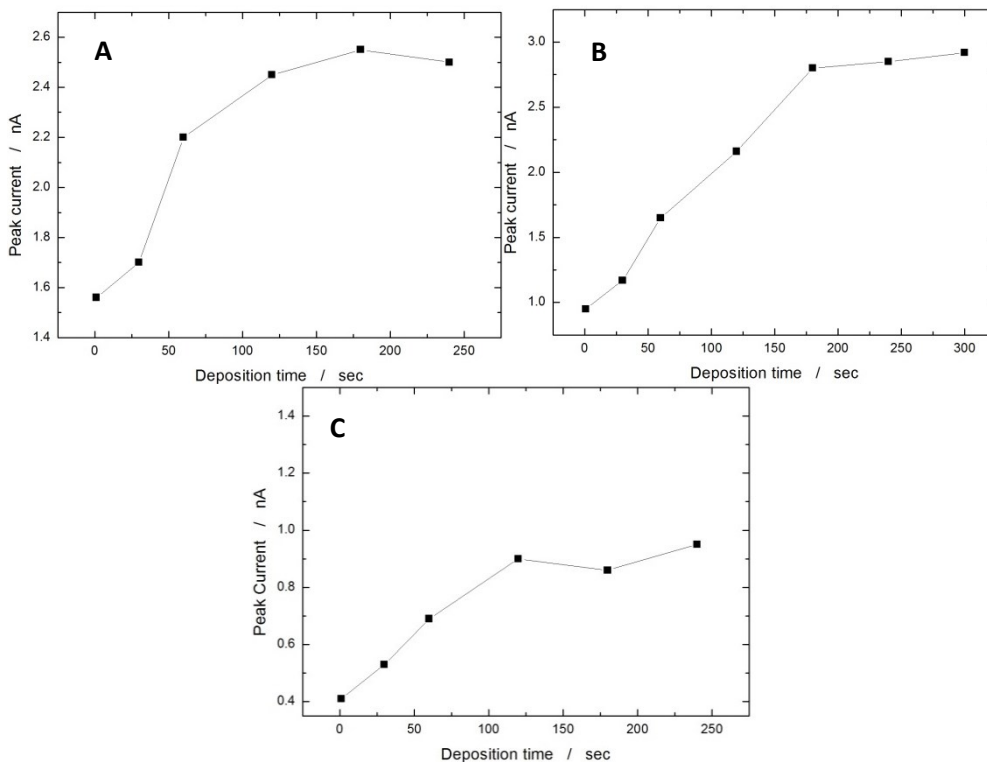 A
2.6
2.4
2.2
2.0
1.8
1.6
1.4
Peak current / nA
0 50 100 150 200 250
Deposition time / sec
B
3.0
2.5
2.0
1.5
1.0
Peak current / nA
0 50 100 150 200 250 300
Deposition time / sec
C
1.4
1.2
1.0
0.8
0.6
0.4
Peak Current / nA
0 50 100 150 200 250
Deposition time / sec